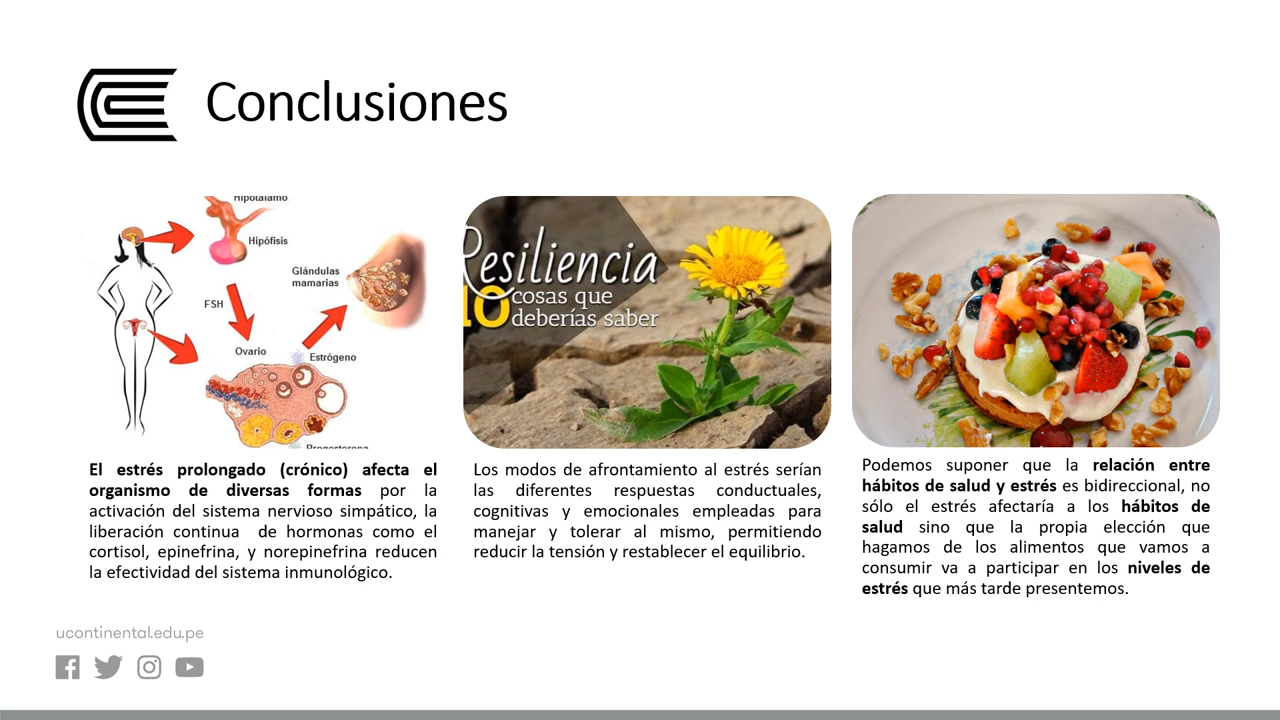 Conclusiones
Hipotálamo
Hipófisis
Glándulas
mamarias
FSH
Ovario
Estrógeno
Progesterona
Resiliencia
10 cosas que
deberías saber
El estrés prolongado (crónico) afecta el
organismo de diversas formas por la
activación del sistema nervioso simpático, la
liberación continua de hormonas como el
cortisol, epinefrina, y norepinefrina reducen
la efectividad del sistema inmunológico.
Los modos de afrontamiento al estrés serían
las diferentes respuestas conductuales,
cognitivas y emocionales empleadas para
manejar y tolerar al mismo, permitiendo
reducir la tensión y restablecer el equilibrio.
Podemos suponer que la relación entre
hábitos de salud y estrés es bidireccional, no
sólo el estrés afectaría a los hábitos de
salud sino que la propia elección que
hagamos de los alimentos que vamos a
consumir va a participar en los niveles de
estrés que más tarde presentemos.
ucontinental.edu.pe